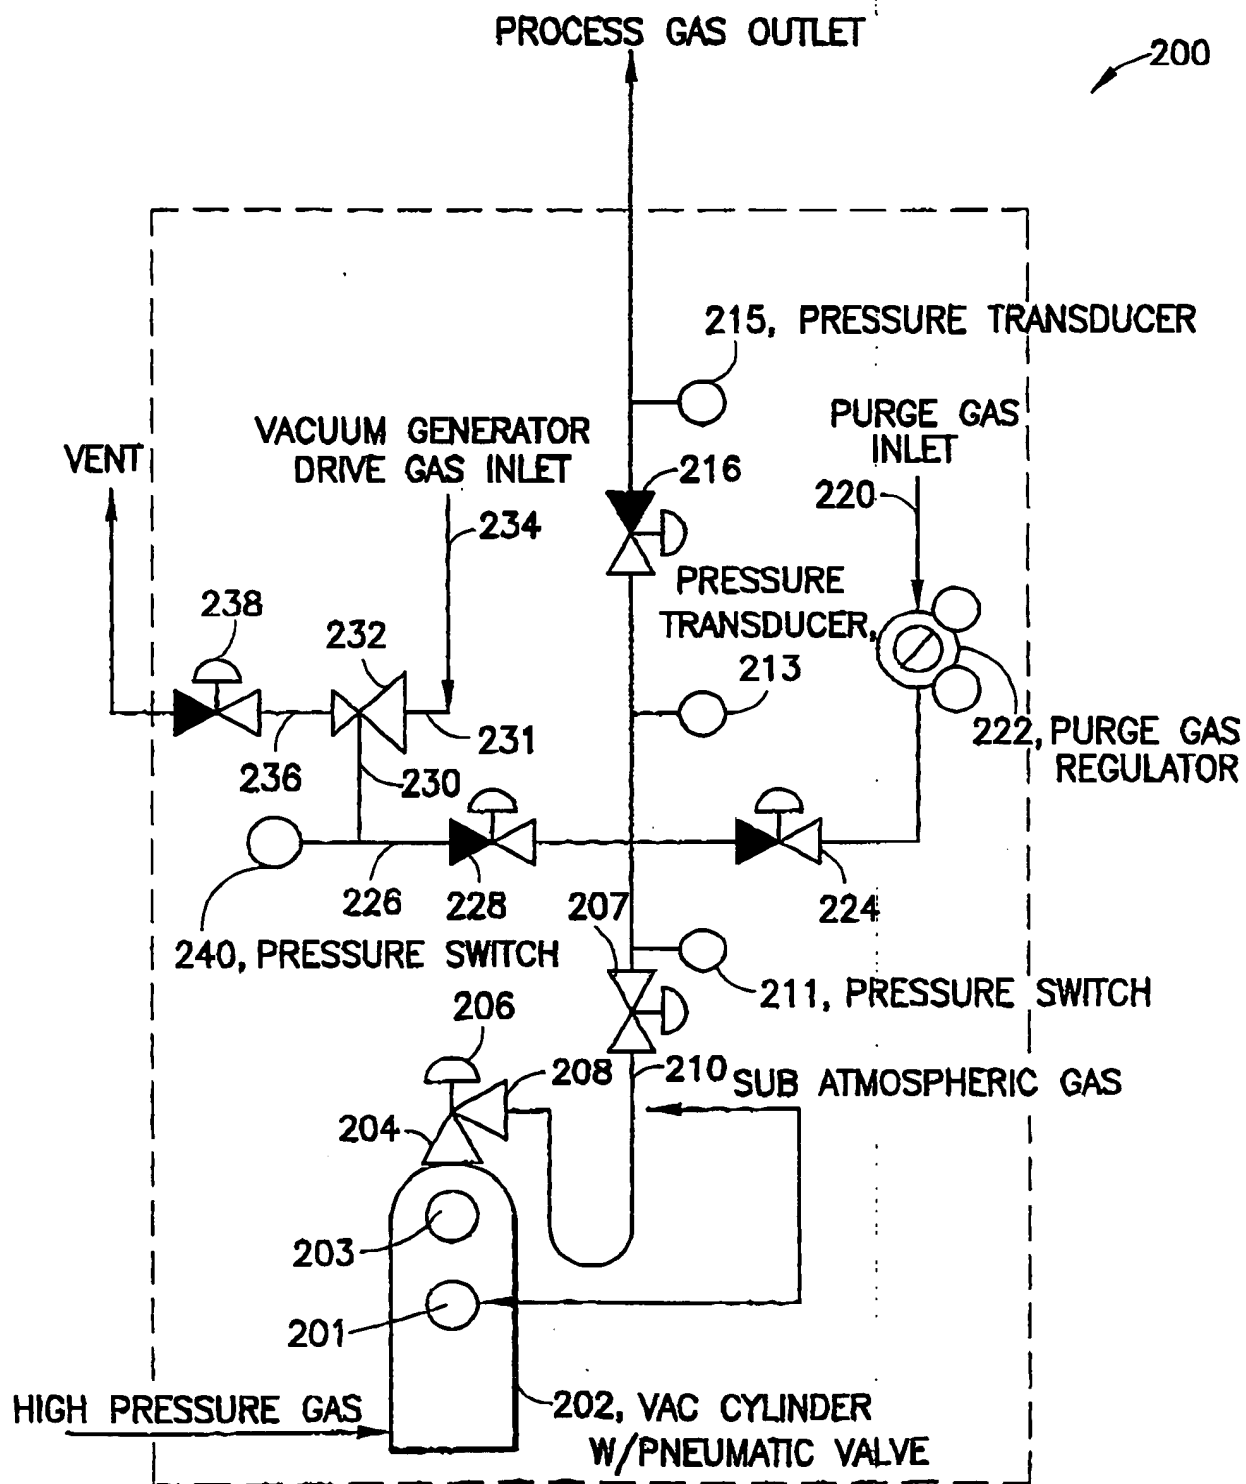 PROCESS GAS OUTLET
200
215, PRESSURE TRANSDUCER
PURGE GAS
INLET
VACUUM GENERATOR
DRIVE GAS INLET
VENT
216
220
234
PRESSURE
TRANSDUCER,
213
238
232
222, PURGE GAS
REGULATOR
231
236
230
226
228
207
224
240, PRESSURE SWITCH
211, PRESSURE SWITCH
206
208
210
SUB ATMOSPHERIC GAS
204
203
201
HIGH PRESSURE GAS
202, VAC CYLINDER
W/PNEUMATIC VALVE